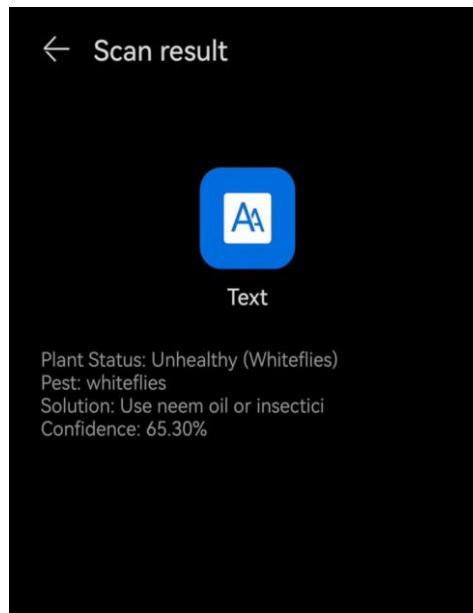 ← Scan result
AA
Text
Plant Status: Unhealthy (Whiteflies)
Pest: whiteflies
Solution: Use neem oil or insectici
Confidence: 65.30%